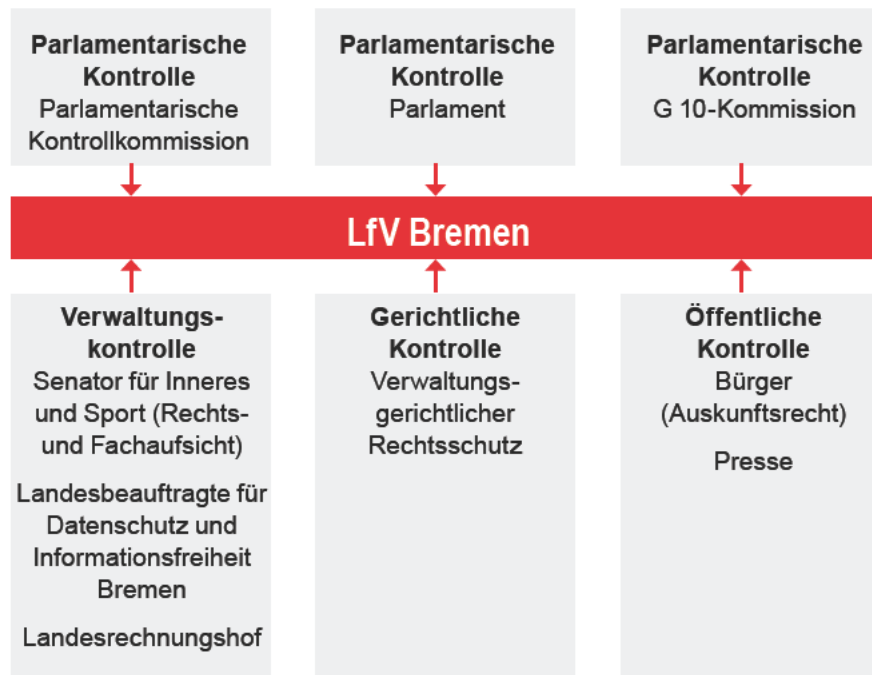 Parlamentarische
Kontrolle
Parlamentarische
Kontrollkommission
Parlamentarische
Kontrolle
Parlament
Parlamentarische
Kontrolle
G 10-Kommission
LfV Bremen
Verwaltungs-
kontrolle
Senator für Inneres
und Sport (Rechts-
und Fachaufsicht)
Landesbeauftragte für
Datenschutz und
Informationsfreiheit
Bremen
Landesrechnungshof
Gerichtliche
Kontrolle
Verwaltungs-
gerichtlicher
Rechtsschutz
Öffentliche
Kontrolle
Bürger
(Auskunftsrecht)
Presse